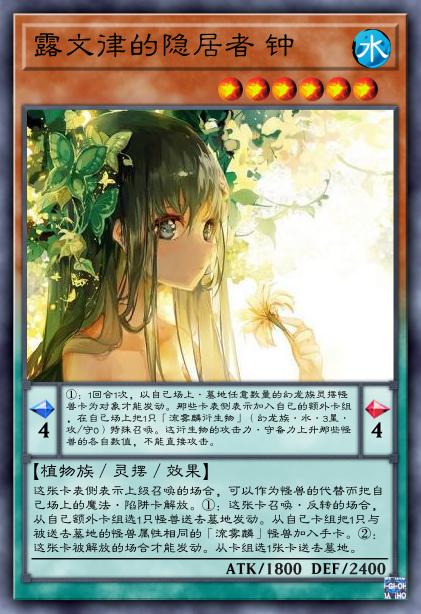 露文律的隐居者 钟
水
①：1回合1次，以自己场上·墓地任意数量的幻龙族灵摆怪
兽卡为对象才能发动。那些卡表侧表示加入自己的额外卡组，
在自己场上把1只「流雾麟衍生物」（幻龙族·水·3星·
攻/守0）特殊召唤。这衍生物的攻击力·守备力上升那些怪
兽的各自数值，不能直接攻击。
4
4
【植物族／灵摆／效果】
这张卡表侧表示上级召唤的场合，可以作为怪兽的代替而把自
己场上的魔法·陷阱卡解放。①：这张卡召唤·反转的场合，
从自己额外卡组选1只怪兽送去墓地发动。从自己卡组把1只与
被送去墓地的怪兽属性相同的「流雾麟」怪兽加入手卡。②：
这张卡被解放的场合才能发动。从卡组选1张卡送去墓地。
ATK/1800 DEF/2400